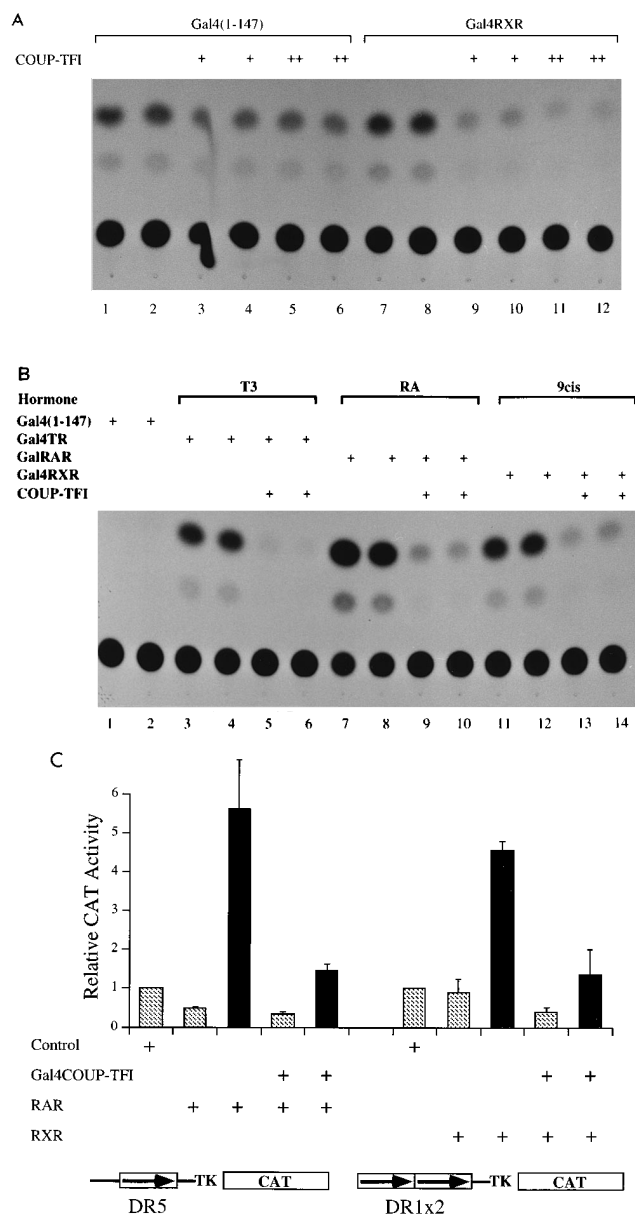 A
Gal4(1-147) Gal4RXR
COUP-TFI + + ++ ++ + + ++ ++
1 2 3 4 5 6 7 8 9 10 11 12
B
T3 RA 9cis
Hormone
Gal4(1-147) + +
Gal4TR + + + +
GalRAR + + + +
Gal4RXR + + + +
COUP-TFI + + + + + +
1 2 3 4 5 6 7 8 9 10 11 12 13 14
C
Relative CAT Activity
6
5
4
3
2
1
0
Control + +
Gal4COUP-TFI + + + +
RAR + + + +
RXR + + + +
TK CAT TK CAT
DR5 DR1x2